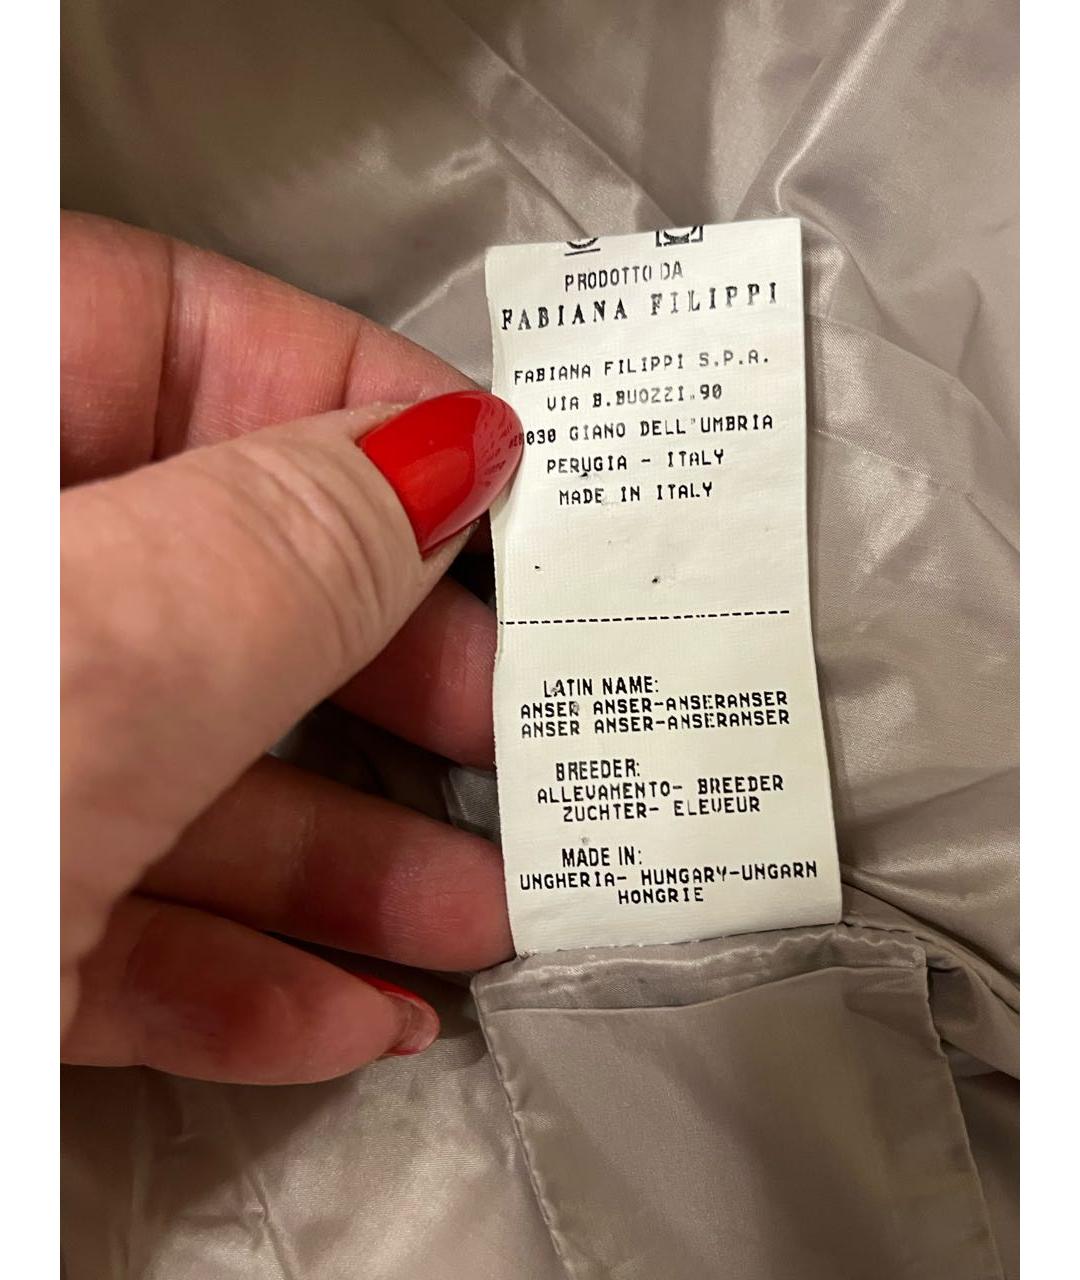 PRODOTTO DA
FABIANA FILIPPI
FABIANA FILIPPI S.P.A.
VIA B.BUOZZI.90
030 GIANO DELL'UMBRIA
PERUGIA - ITALY
MADE IN ITALY
LATIN NAME:
ANSER ANSER-ANSERANSER
ANSER ANSER-ANSERANSER
BREEDER:
ALLEVAMENTO- BREEDER
ZUCHTER- ELEVEUR
MADE IN:
UNGHERIA- HUNGARY-UNGARN
HONGRIE